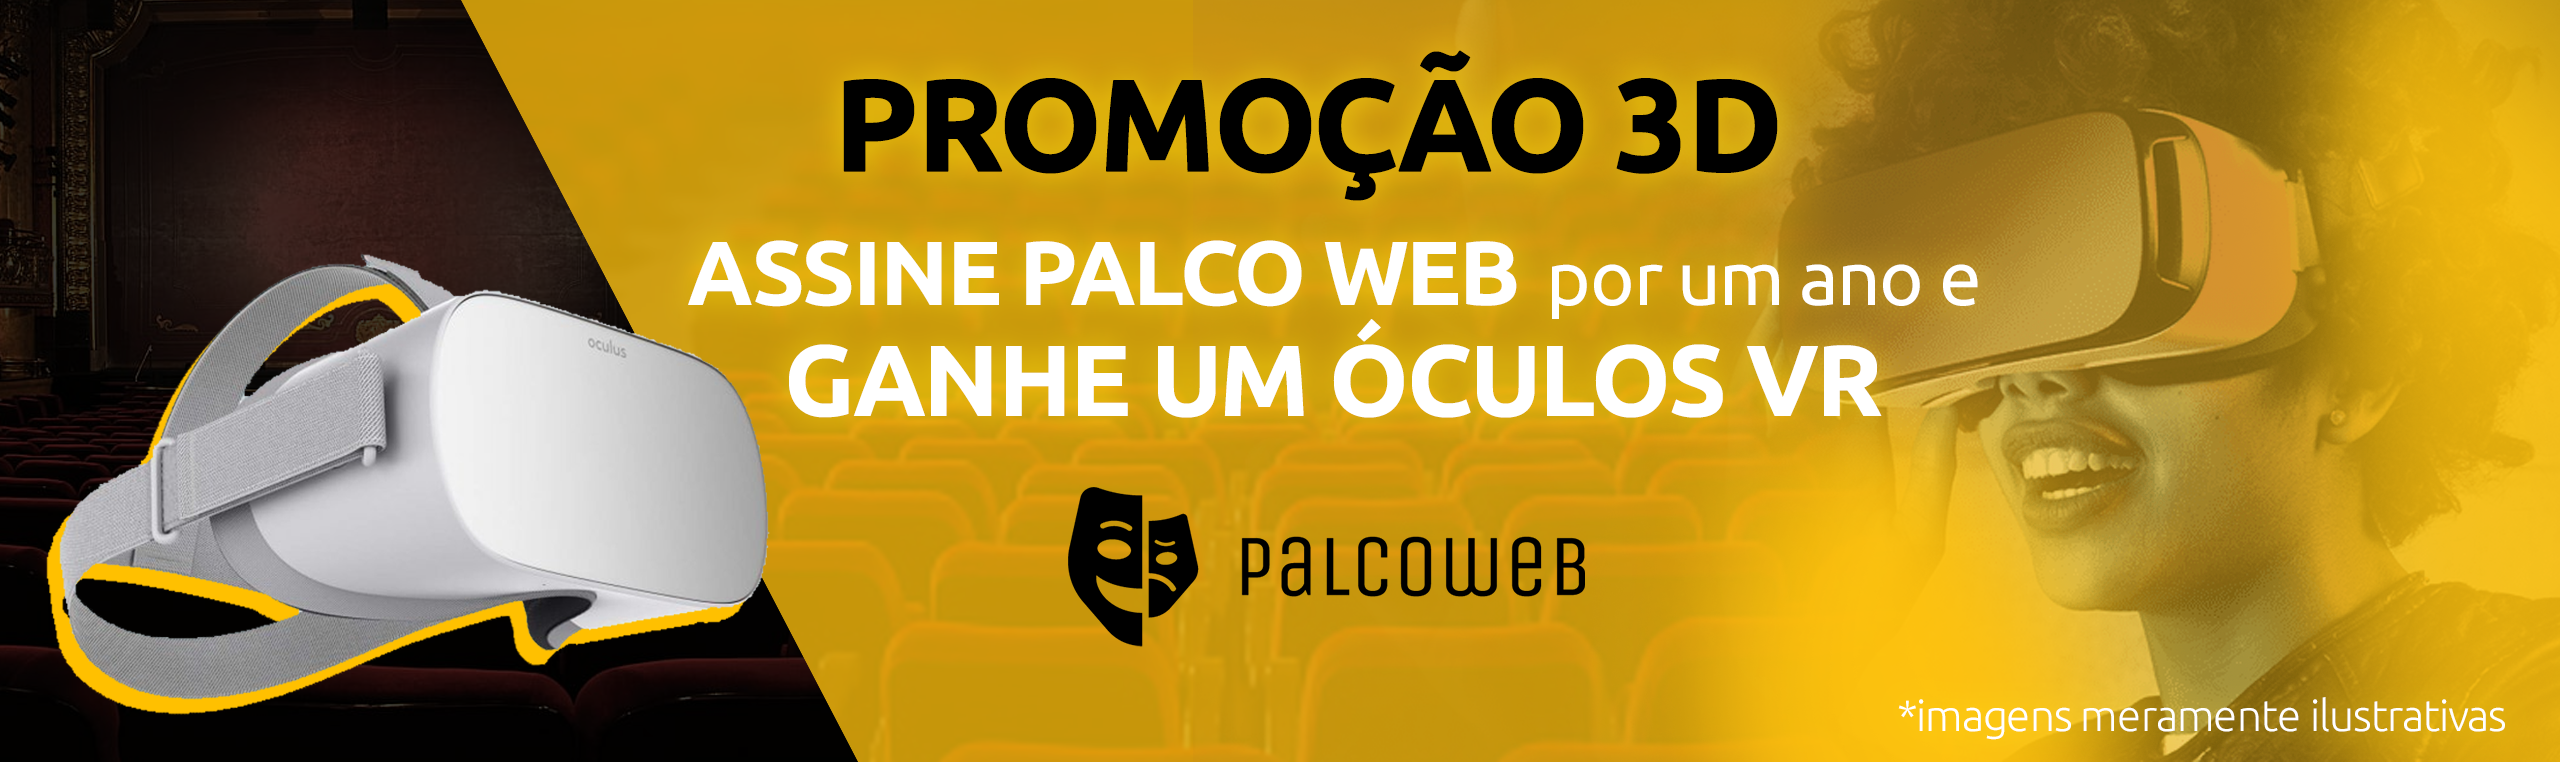 PROMOÇÃO 3D
ASSINE PALCO WEB por um ano e
GANHE UM ÓCULOS VR
oculus
PALCOWEB
*imagens meramente ilustrativas